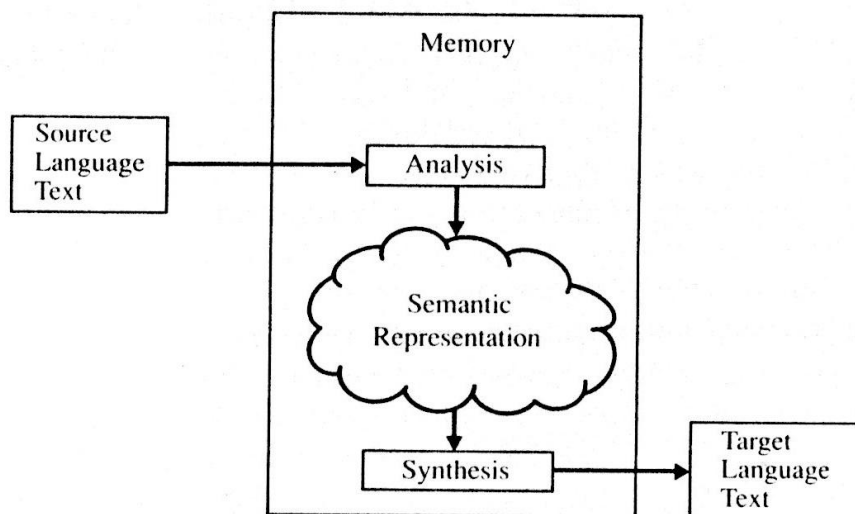 Memory
Source
Language
Text
Analysis
Semantic
Representation
Synthesis
Target
Language
Text